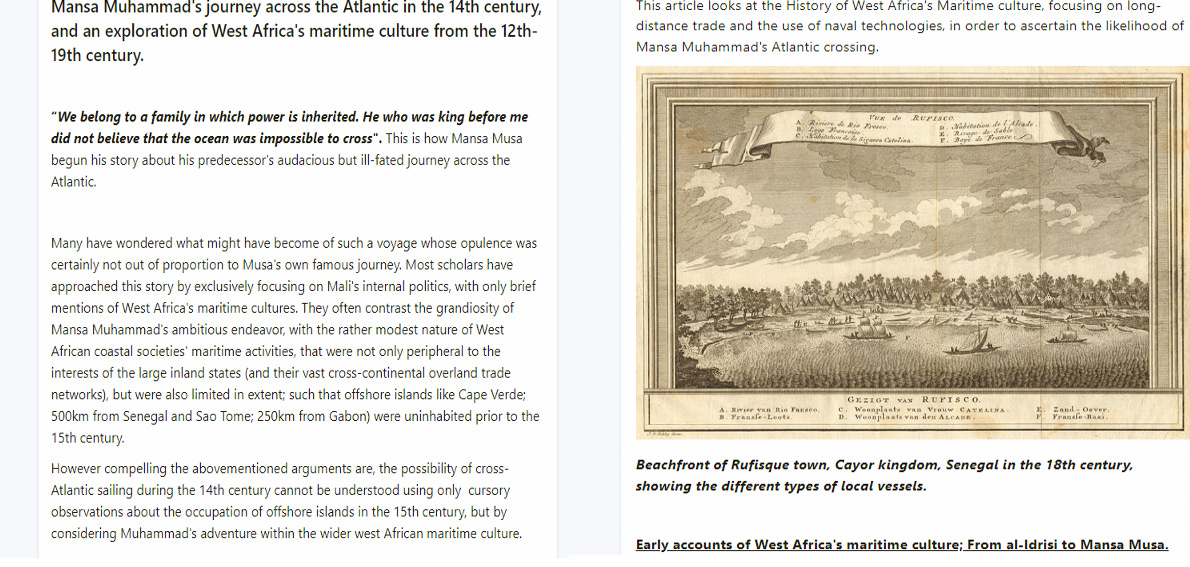 Mansa Muhammad's journey across the Atlantic in the 14th century,
and an exploration of West Africa's maritime culture from the 12th-
19th century.
"We belong to a family in which power is inherited. He who was king before me
did not believe that the ocean was impossible to cross". This is how Mansa Musa
begun his story about his predecessor's audacious but ill-fated journey across the
Atlantic.
Many have wondered what might have become of such a voyage whose opulence was
certainly not out of proportion to Musa's own famous journey. Most scholars have
approached this story by exclusively focusing on Mali's internal politics, with only brief
mentions of West Africa's maritime cultures. They often contrast the grandiosity of
Mansa Muhammad's ambitious endeavor, with the rather modest nature of West
African coastal societies' maritime activities, that were not only peripheral to the
interests of the large inland states (and their vast cross-continental overland trade
networks), but were also limited in extent; such that offshore islands like Cape Verde;
500km from Senegal and Sao Tome; 250km from Gabon) were uninhabited prior to the
15th century.
However compelling the abovementioned arguments are, the possibility of cross-
Atlantic sailing during the 14th century cannot be understood using only cursory
observations about the occupation of offshore islands in the 15th century, but by
considering Muhammad's adventure within the wider west African maritime culture.
This article looks at the History of West Africa's Maritime culture, focusing on long-
distance trade and the use of naval technologies, in order to ascertain the likelihood of
Mansa Muhammad's Atlantic crossing.
VUE de RUFISCO.
A. Riviere de Rio Fresco.
B. Loge Françoise.
C. Habitation de la Signora Catolina.
D. Habitation de l'Alcade
E. Rivage de Sable.
F. Baye de France
GEZIGT VAN RUFISCO.
A. Rivier van Rio Fresco.
B. Fransse-Loots.
C. Woonplaats van Vrouw CATELINA.
D. Woonplaats van den ALCADE.
E. Zand-Oever.
F. Fransse-Baai.
Beachfront of Rufisque town, Cayor kingdom, Senegal in the 18th century,
showing the different types of local vessels.
Early accounts of West Africa's maritime culture; From al-Idrisi to Mansa Musa.